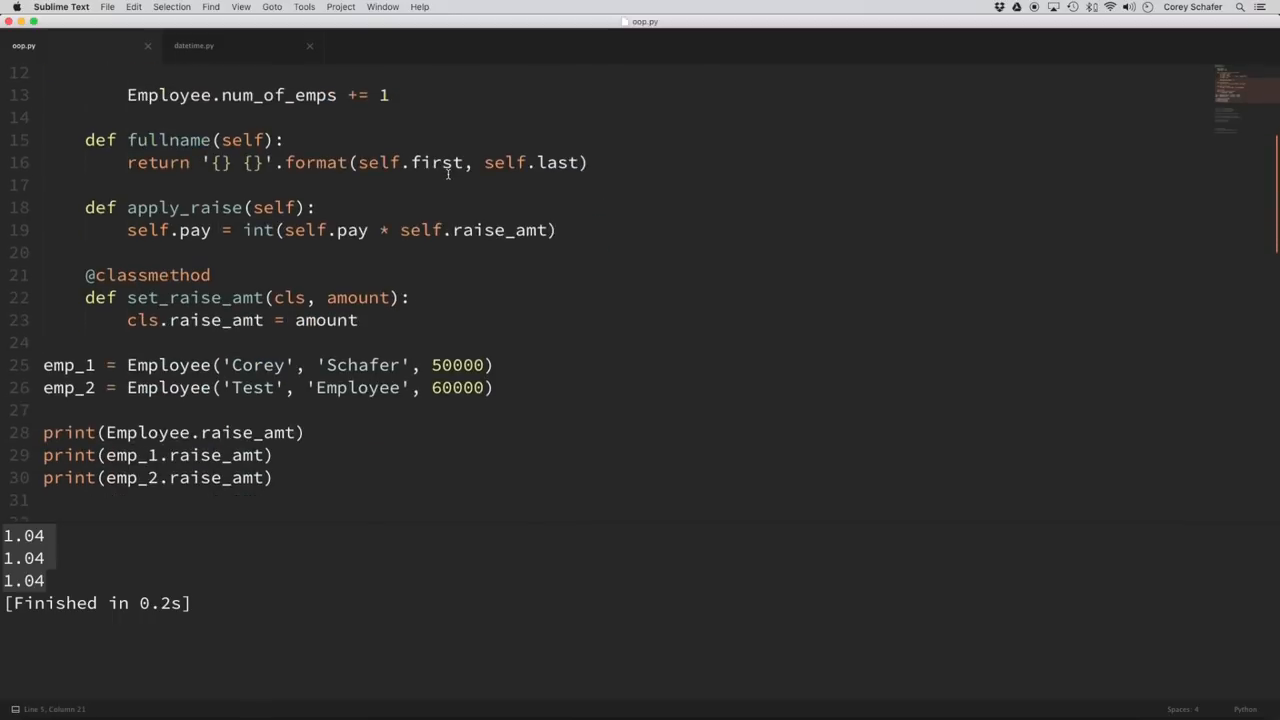 Sublime Text File Edit Selection Find View Goto Tools Project Window Help Corey Schafer
oop.py
oop.py datetime.py
12
13 Employee.num_of_emps += 1
14
15 def fullname(self):
16 return '{} {}'.format(self.first, self.last)
17
18 def apply_raise(self):
19 self.pay = int(self.pay * self.raise_amt)
20
21 @classmethod
22 def set_raise_amt(cls, amount):
23 cls.raise_amt = amount
24
25 emp_1 = Employee('Corey', 'Schafer', 50000)
26 emp_2 = Employee('Test', 'Employee', 60000)
27
28 print(Employee.raise_amt)
29 print(emp_1.raise_amt)
30 print(emp_2.raise_amt)
31
1.04
1.04
1.04
[Finished in 0.2s]
Line 5, Column 21 Spaces: 4 Python